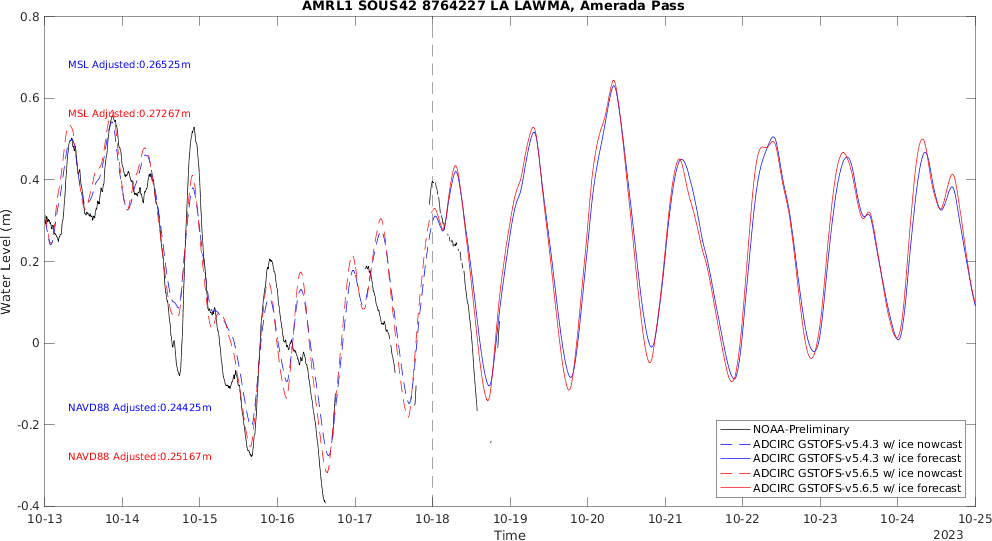 AMRL1 SOUS42 8764227 LA LAWMA, Amerada Pass
0.8
0.6
0.4
0.2
0
-0.2
-0.4
Water Level (m)
MSL Adjusted:0.26525m
MSL Adjusted:0.27267m
NAVD88 Adjusted:0.24425m
NAVD88 Adjusted:0.25167m
NOAA-Preliminary
ADCIRC GSTOFS-v5.4.3 w/ ice nowcast
ADCIRC GSTOFS-v5.4.3 w/ ice forecast
ADCIRC GSTOFS-v5.6.5 w/ ice nowcast
ADCIRC GSTOFS-v5.6.5 w/ ice forecast
10-13 10-14 10-15 10-16 10-17 10-18 10-19 10-20 10-21 10-22 10-23 10-24 10-25
Time
2023